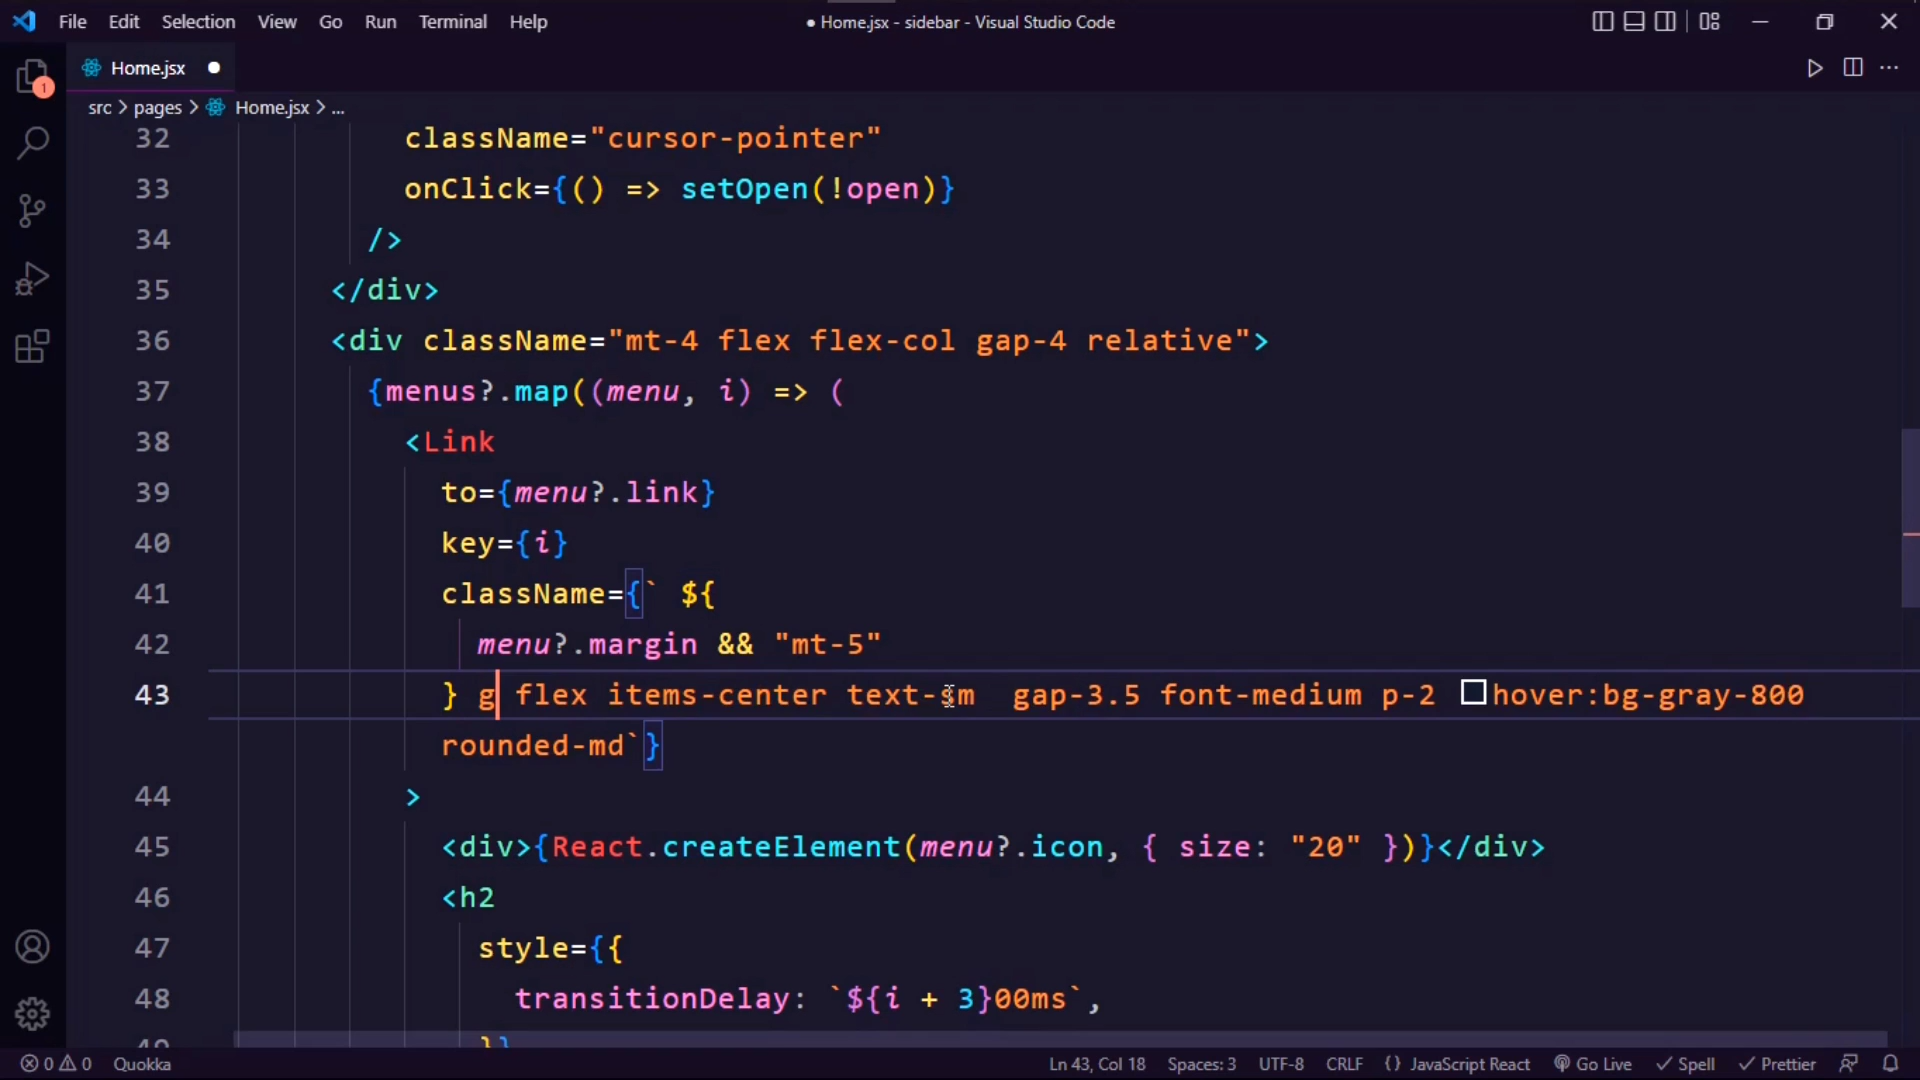 File Edit Selection View Go Run Terminal Help
● Home.jsx - sidebar - Visual Studio Code
1
Home.jsx ●
src > pages > Home.jsx > ...
32 className="cursor-pointer"
33 onClick={() => setOpen(!open)}
34 />
35 </div>
36 <div className="mt-4 flex flex-col gap-4 relative">
37 {menus?.map((menu, i) => (
38 <Link
39 to={menu?.link}
40 key={i}
41 className={` ${
42 menu?.margin && "mt-5"
43 } g flex items-center text-sm  gap-3.5 font-medium p-2 hover:bg-gray-800
rounded-md`}
44 >
45 <div>{React.createElement(menu?.icon, { size: "20" })}</div>
46 <h2
47 style={{
48 transitionDelay: `${i + 3}00ms`,
49 }}
0 0 Quokka Ln 43, Col 18 Spaces: 3 UTF-8 CRLF {} JavaScript React Go Live ✓ Spell ✓ Prettier